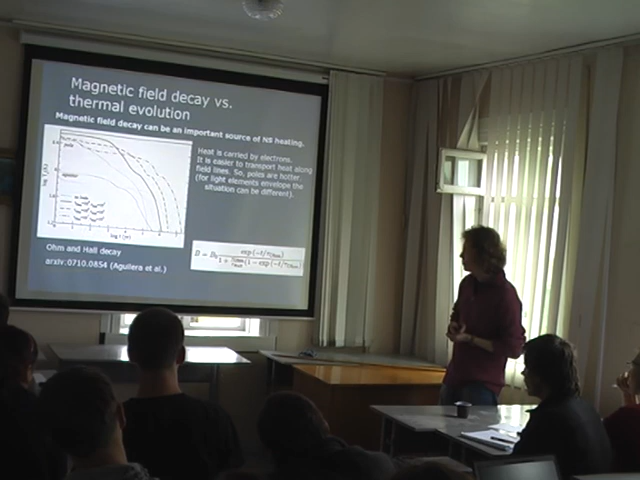 Magnetic field decay vs.
thermal evolution
Magnetic field decay can be an important source of NS heating.
Heat is carried by electrons.
It is easier to transport heat along
field lines. So, poles are hotter.
(for light elements envelope the
situation can be different).
log t (yr)
Ohm and Hall decay
arxiv:0710.0854 (Aguilera et al.)